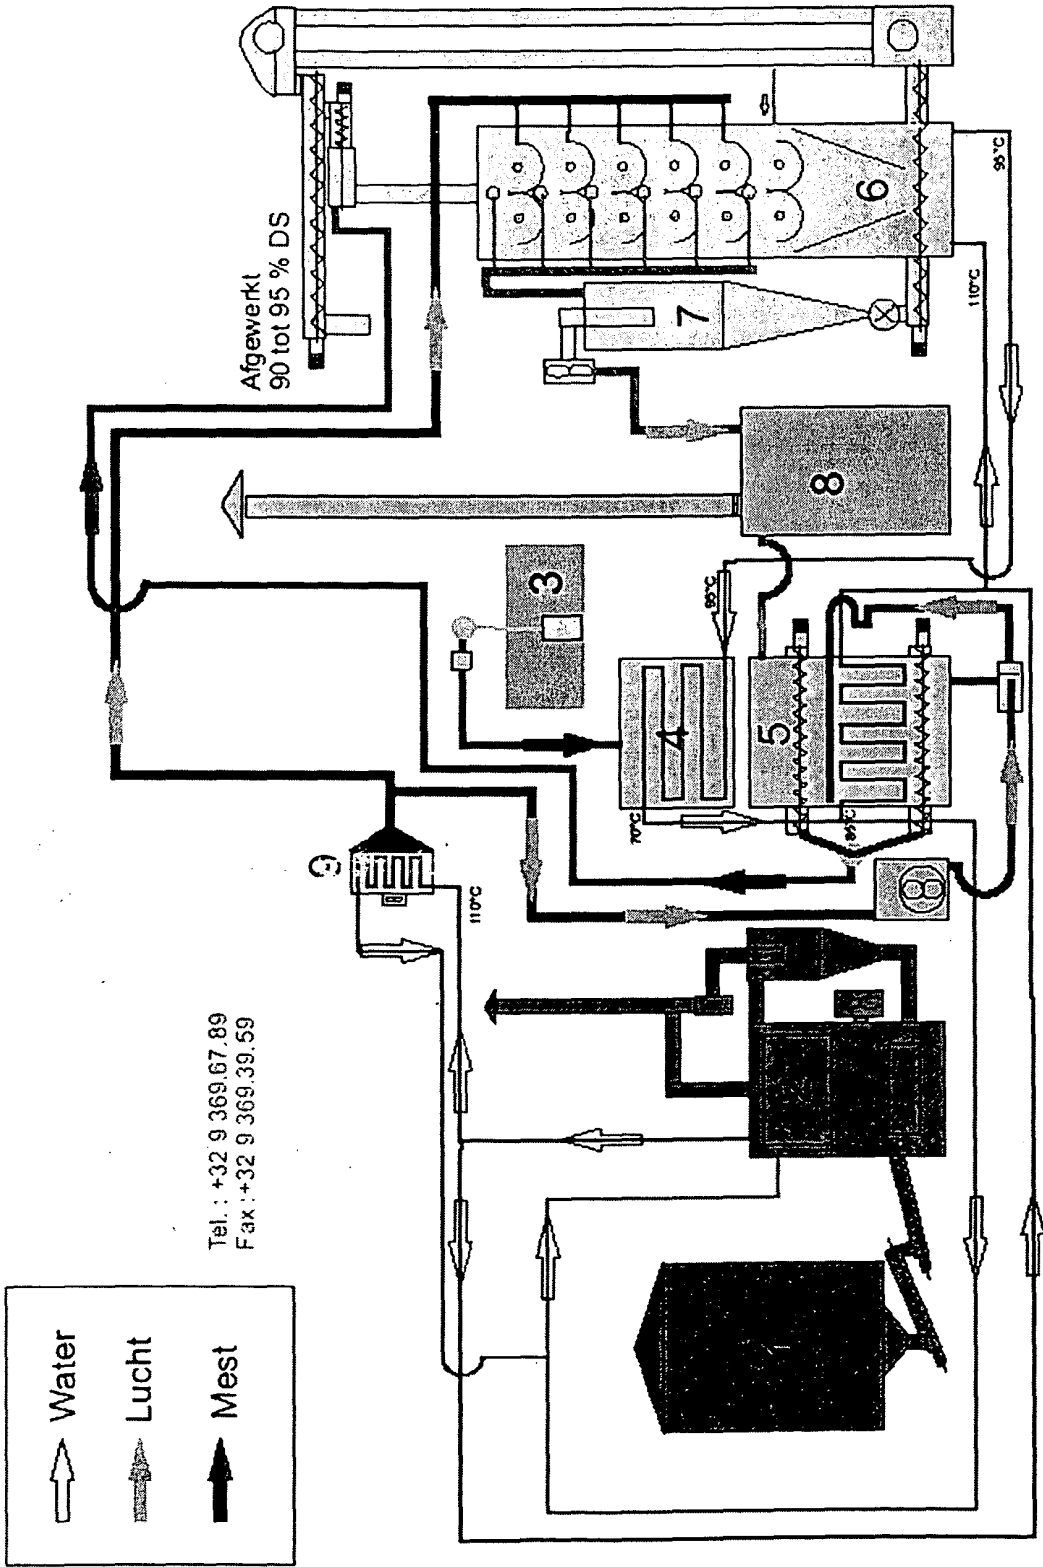 Water
Lucht
Mest
Tel. : +32 9 369.67.89
Fax :+32 9 369.39.59
Afgewerkt
90 tot 95 % DS
9
110°C
3
4
70°C
95°C
5
85°C
8
8
7
6
110°C
95°C